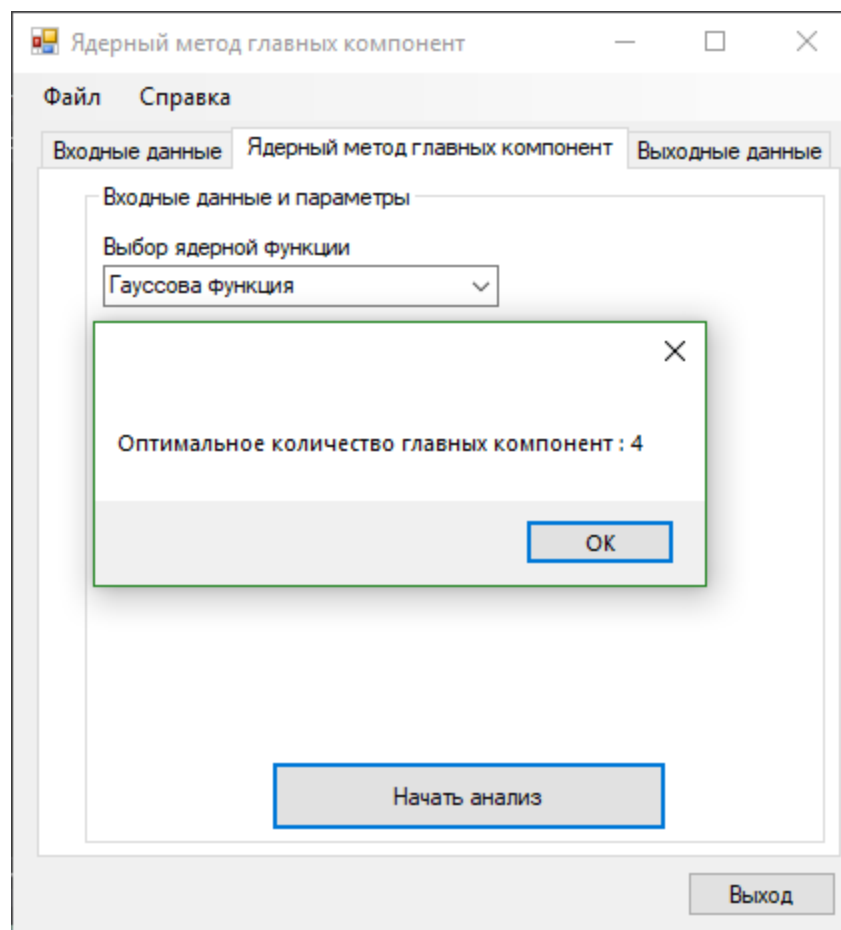 Ядерный метод главных компонент
Файл Справка
Входные данные Ядерный метод главных компонент Выходные данные
Входные данные и параметры
Выбор ядерной функции
Гауссова функция
Оптимальное количество главных компонент : 4
OK
Начать анализ
Выход